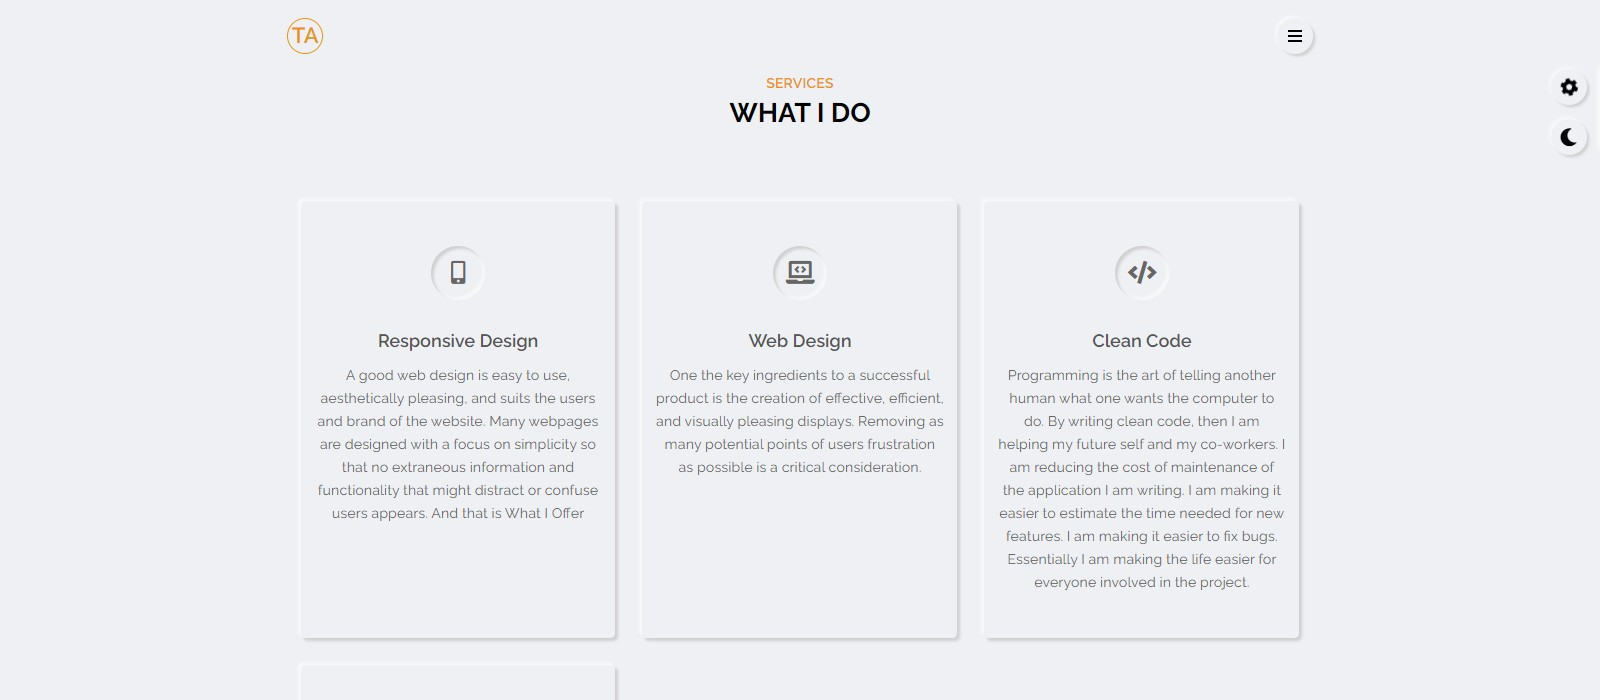 TA
SERVICES
WHAT I DO
Responsive Design
A good web design is easy to use,
aesthetically pleasing, and suits the users
and brand of the website. Many webpages
are designed with a focus on simplicity so
that no extraneous information and
functionality that might distract or confuse
users appears. And that is What I Offer
Web Design
One the key ingredients to a successful
product is the creation of effective, efficient,
and visually pleasing displays. Removing as
many potential points of users frustration
as possible is a critical consideration.
Clean Code
Programming is the art of telling another
human what one wants the computer to
do. By writing clean code, then I am
helping my future self and my co-workers. I
am reducing the cost of maintenance of
the application I am writing. I am making it
easier to estimate the time needed for new
features. I am making it easier to fix bugs.
Essentially I am making the life easier for
everyone involved in the project.